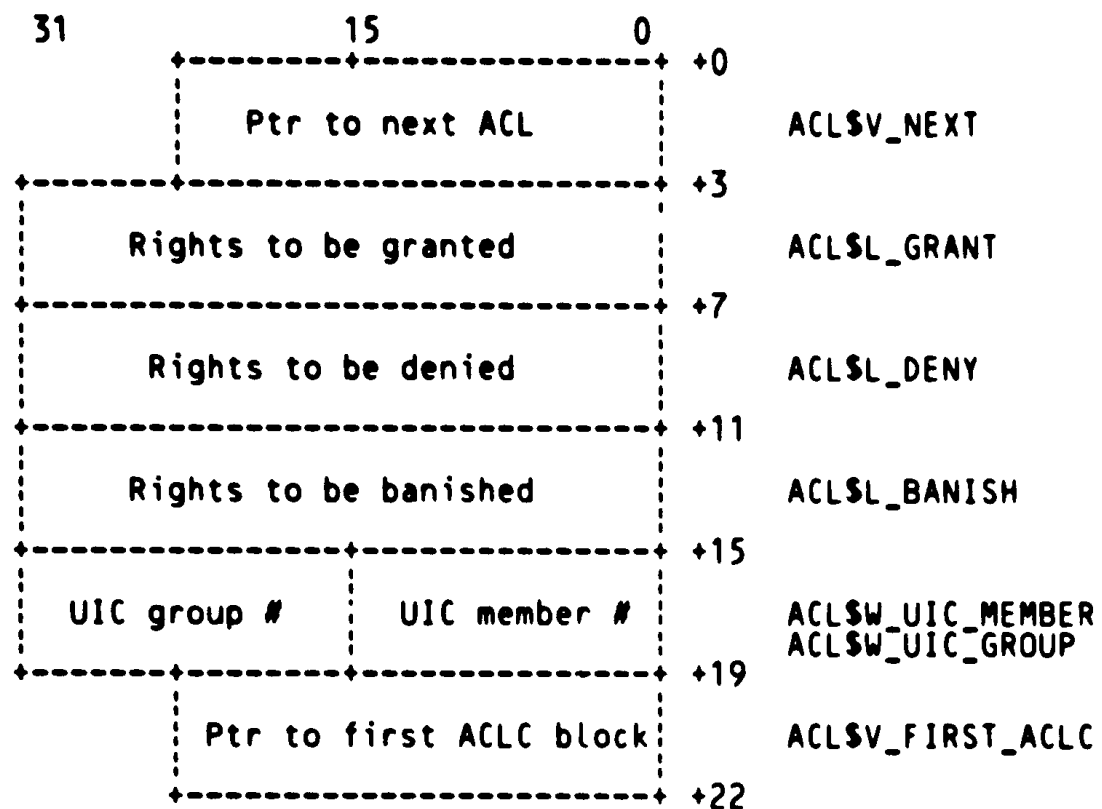 31 15 0
+0
Ptr to next ACL ACL$V_NEXT
+3
Rights to be granted ACL$L_GRANT
+7
Rights to be denied ACL$L_DENY
+11
Rights to be banished ACL$L_BANISH
+15
UIC group # UIC member # ACL$W_UIC_MEMBER
ACL$W_UIC_GROUP
+19
Ptr to first ACLC block ACL$V_FIRST_ACLC
+22